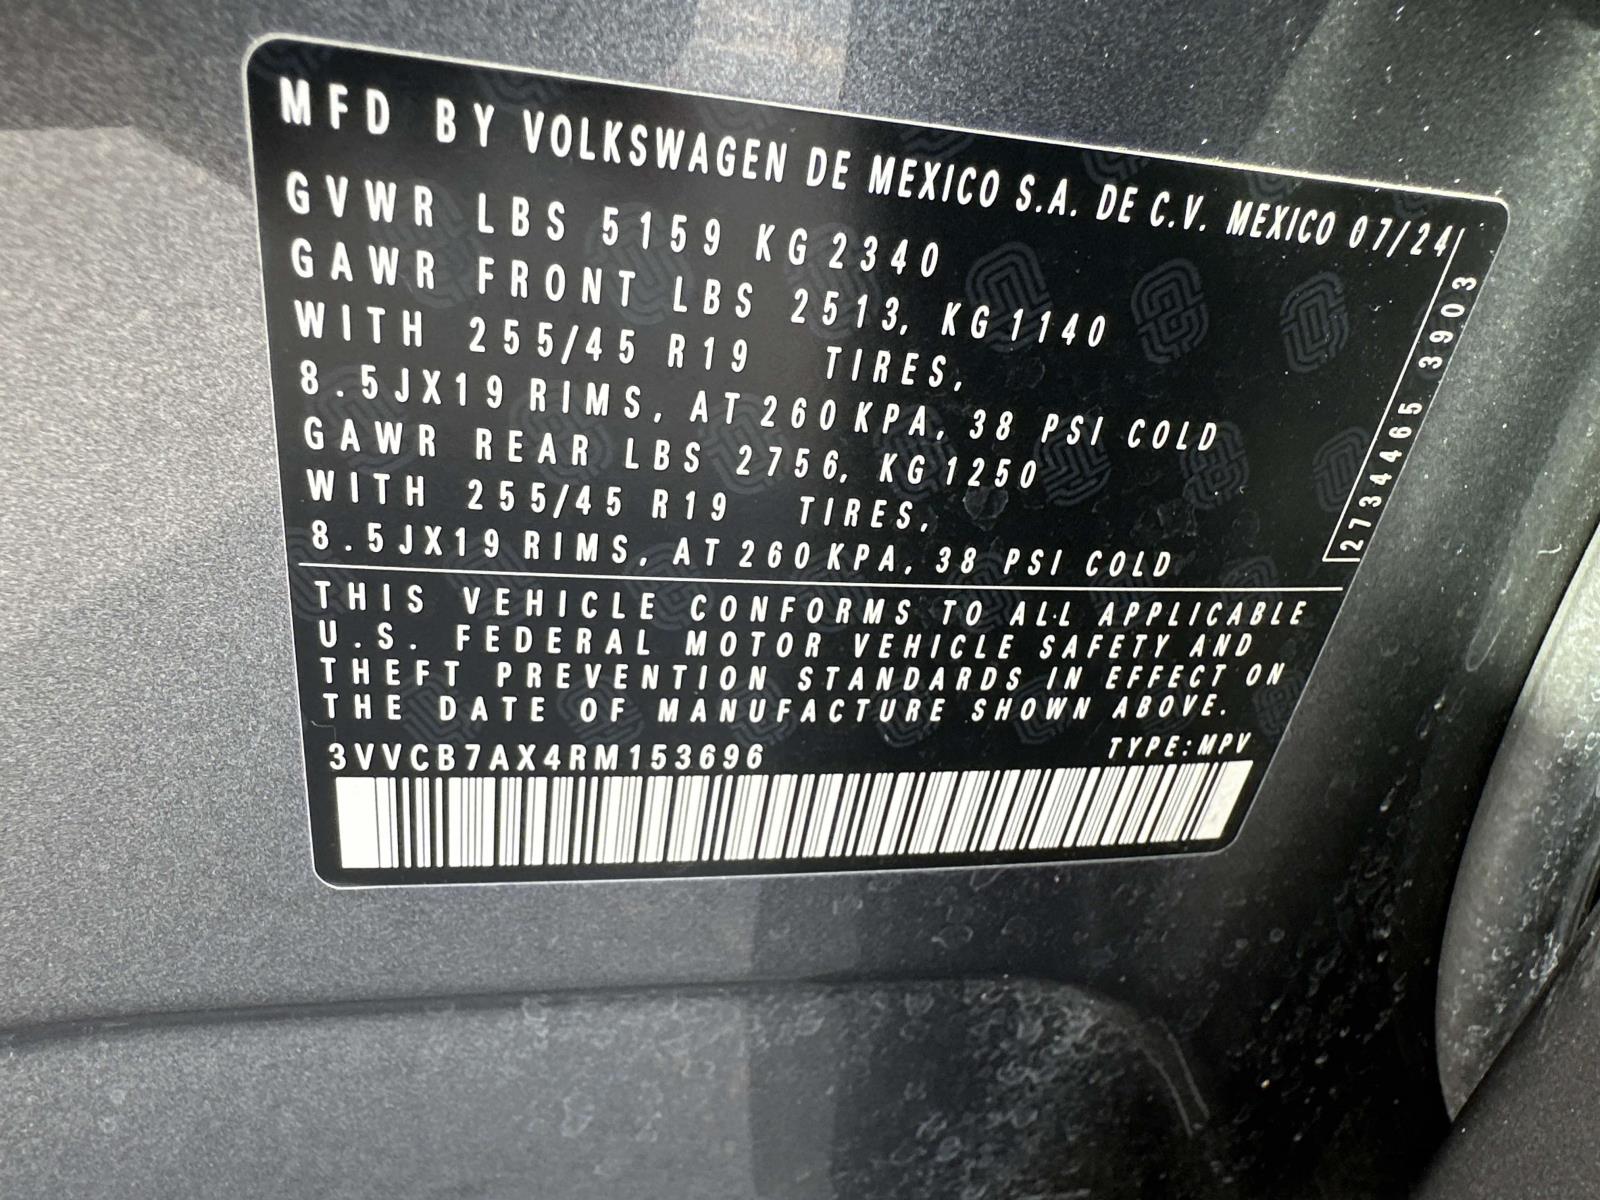 MFD BY VOLKSWAGEN DE MEXICO S.A. DE C.V. MEXICO 07/24
GVWR LBS 5159 KG 2340
GAWR FRONT LBS 2513, KG 1140
WITH 255/45 R19 TIRES,
8.5JX19 RIMS, AT 260 KPA, 38 PSI COLD
GAWR REAR LBS 2756, KG 1250
WITH 255/45 R19 TIRES,
8.5JX19 RIMS, AT 260 KPA, 38 PSI COLD
2734465 3903
THIS VEHICLE CONFORMS TO ALL APPLICABLE
U.S. FEDERAL MOTOR VEHICLE SAFETY AND
THEFT PREVENTION STANDARDS IN EFFECT ON
THE DATE OF MANUFACTURE SHOWN ABOVE.
3VVCB7AX4RM153696 TYPE:MPV